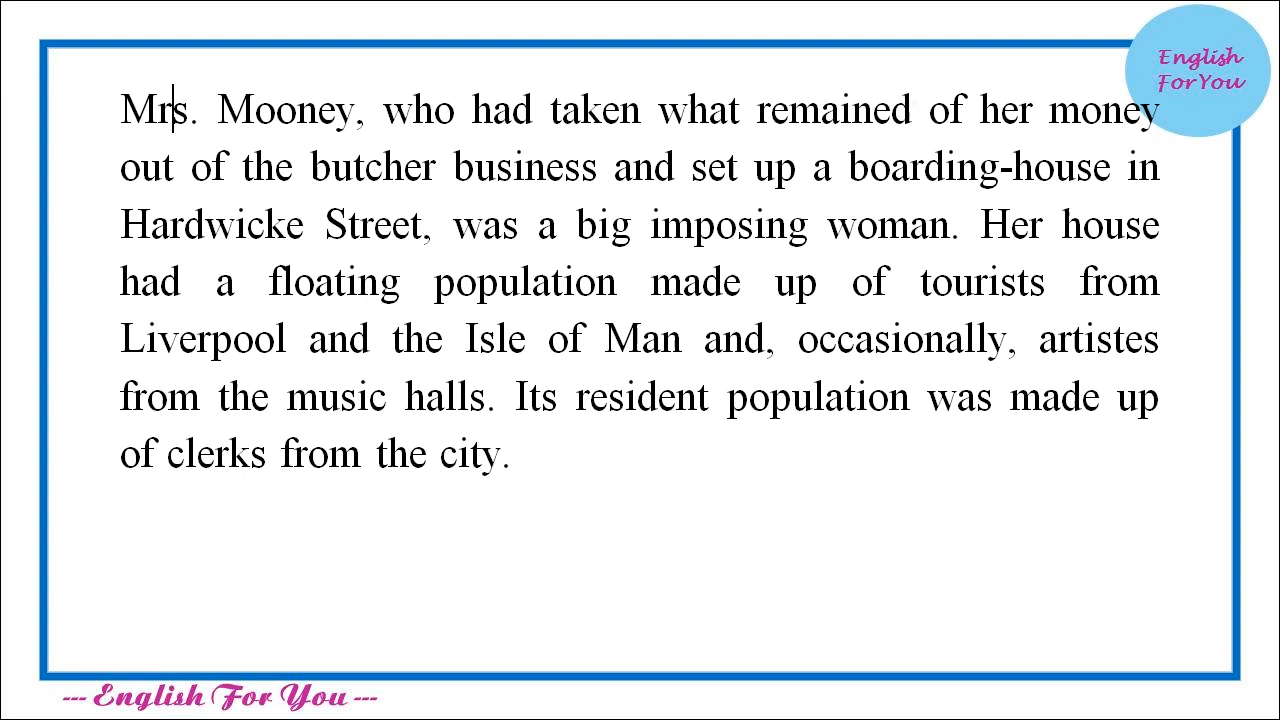 English
ForYou
Mrs. Mooney, who had taken what remained of her money
out of the butcher business and set up a boarding-house in
Hardwicke Street, was a big imposing woman. Her house
had a floating population made up of tourists from
Liverpool and the Isle of Man and, occasionally, artistes
from the music halls. Its resident population was made up
of clerks from the city.
--- English For You ---